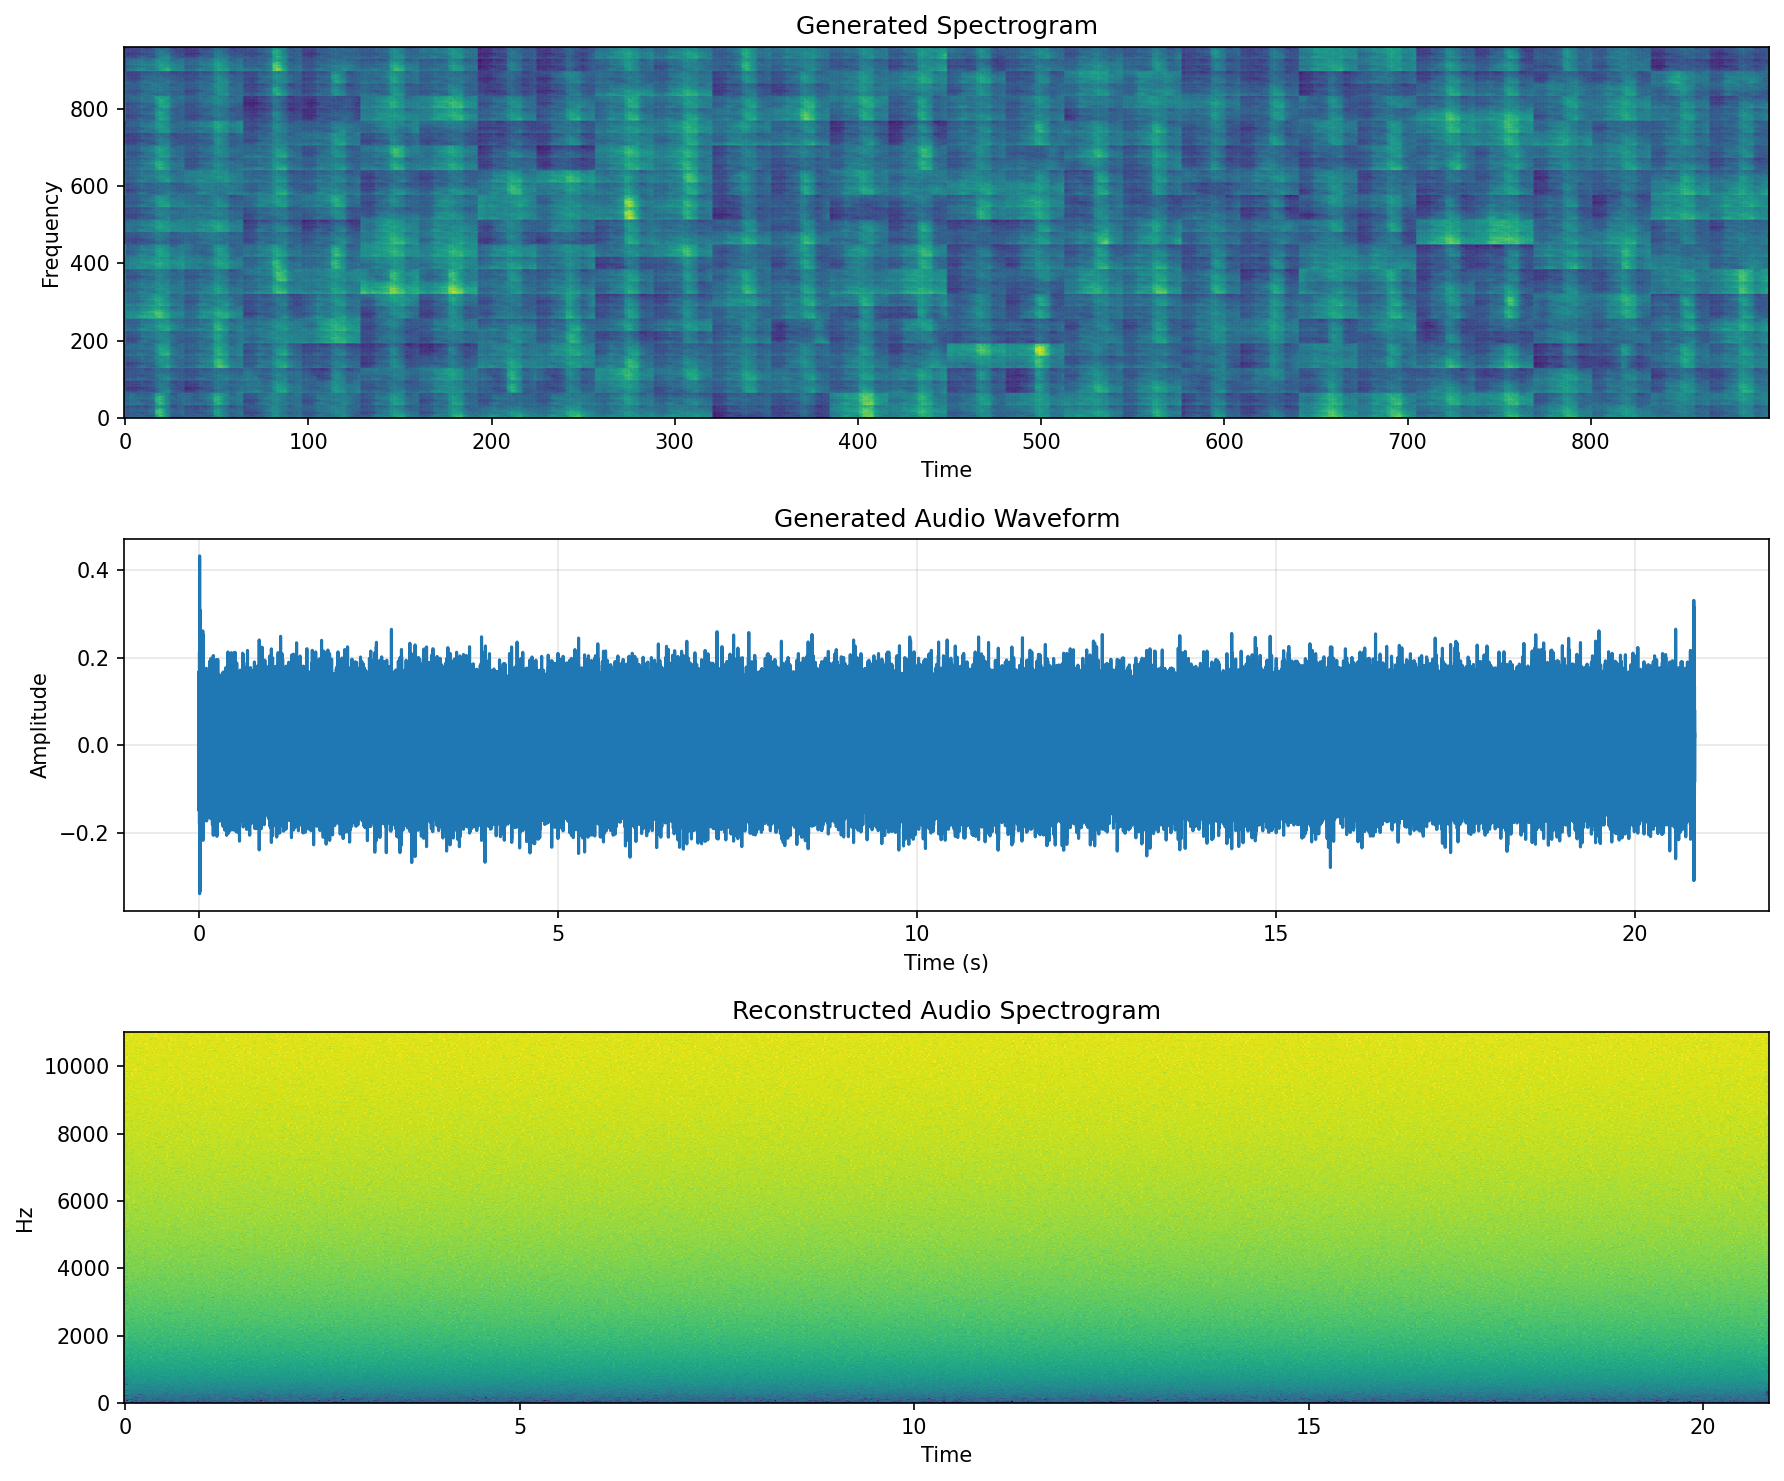 Generated Spectrogram
Frequency
800
600
400
200
0
0 100 200 300 400 500 600 700 800
Time
Generated Audio Waveform
Amplitude
0.4
0.2
0.0
−0.2
0 5 10 15 20
Time (s)
Reconstructed Audio Spectrogram
Hz
10000
8000
6000
4000
2000
0
0 5 10 15 20
Time